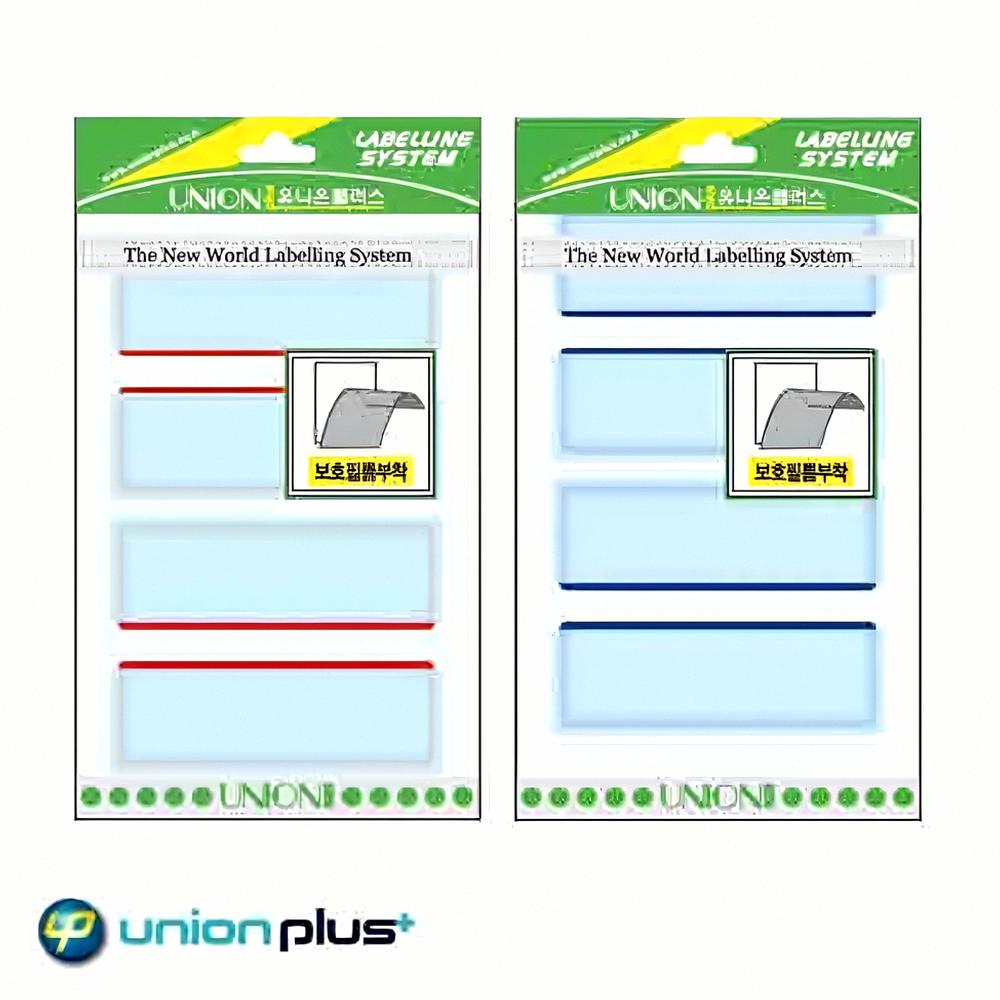 LABELLING
SYSTEM
UNION 유니온플러스
The New World Labelling System
보호필름부착
UNION
LABELLING
SYSTEM
UNION 유니온플러스
The New World Labelling System
보호필름부착
UNION
union plus+